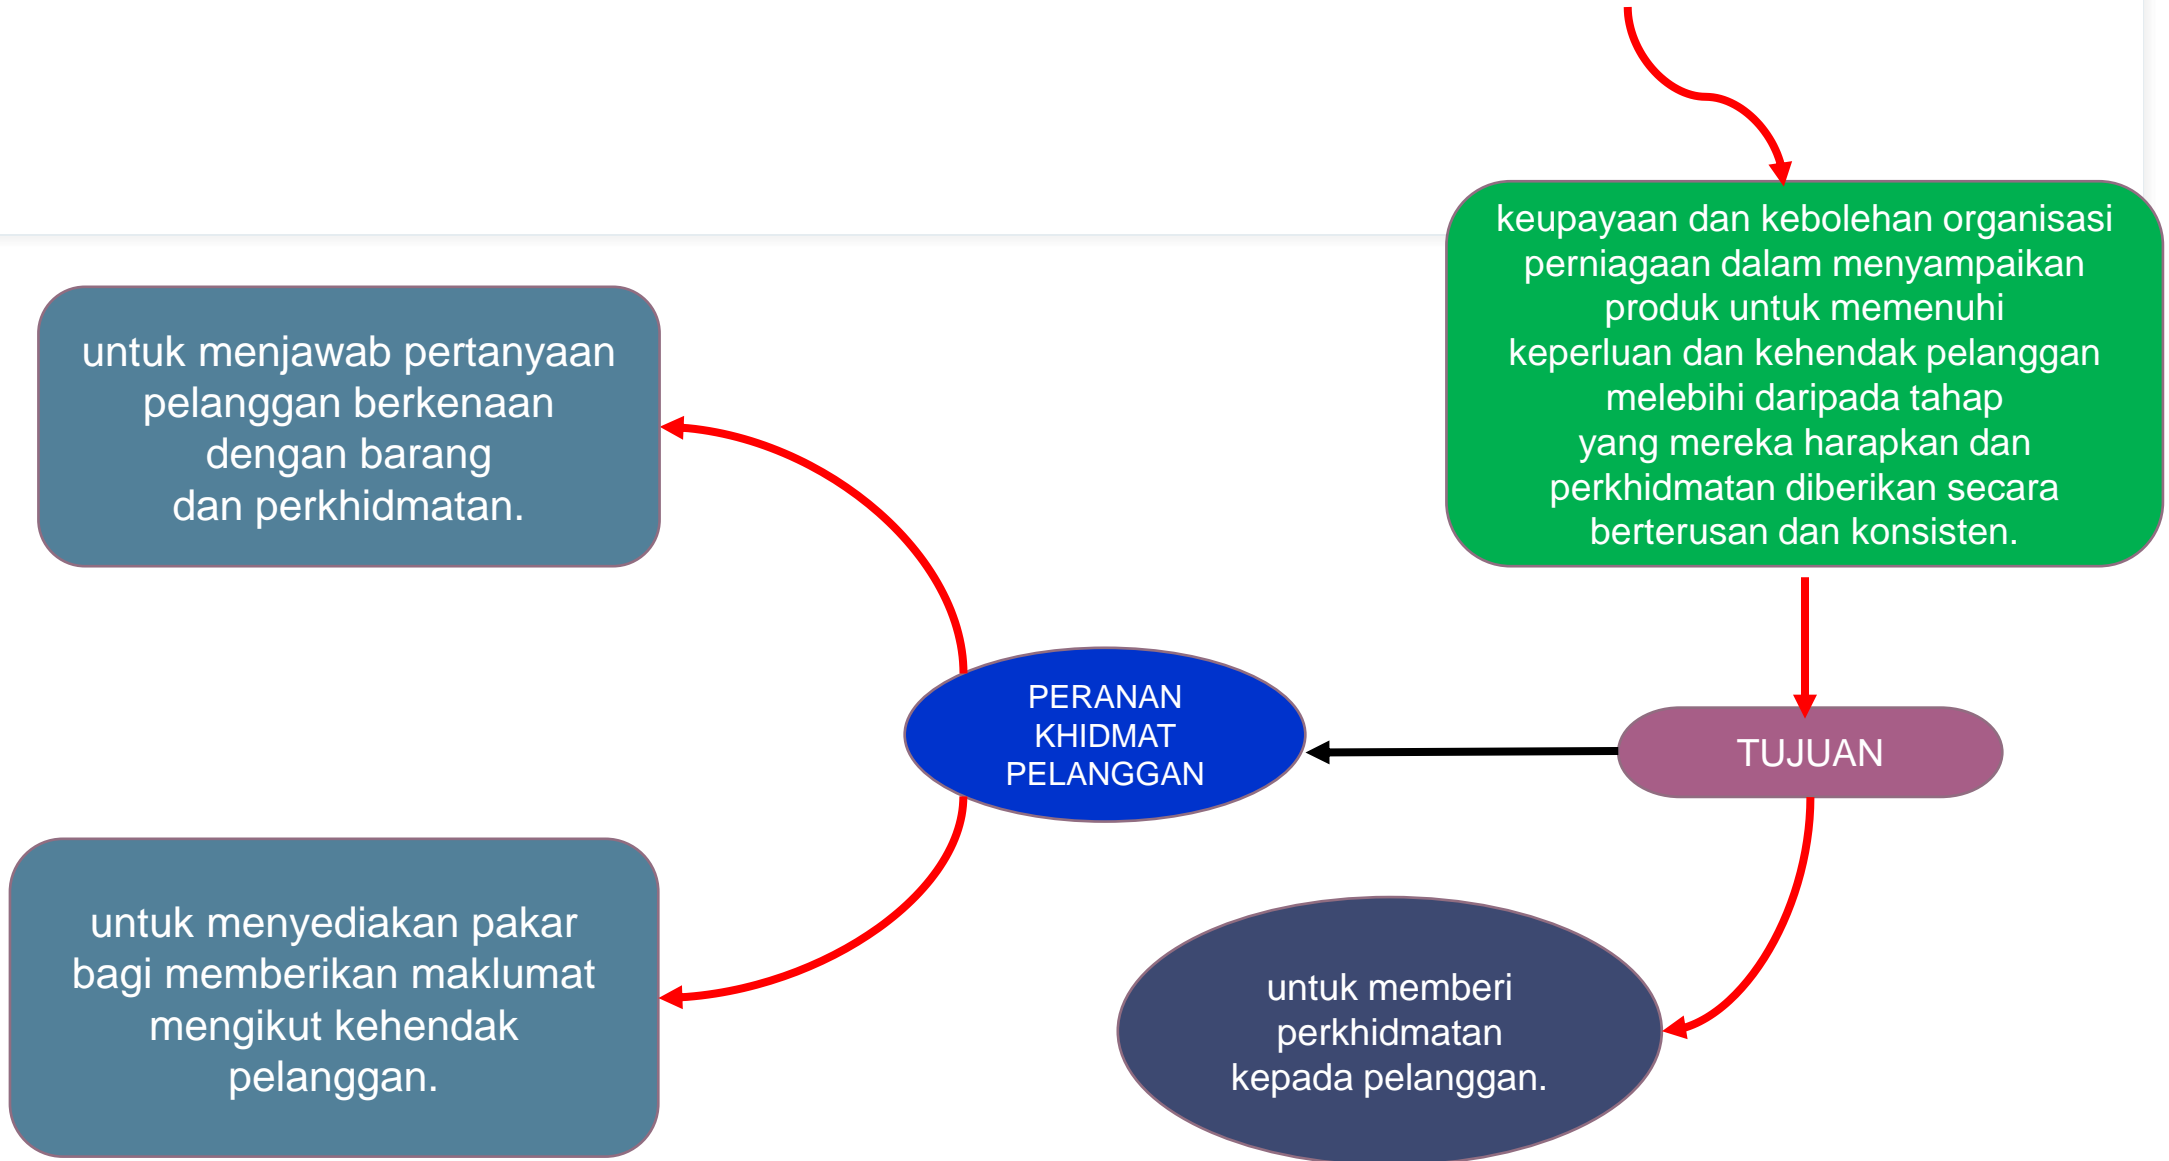 keupayaan dan kebolehan organisasi
perniagaan dalam menyampaikan
produk untuk memenuhi
keperluan dan kehendak pelanggan
melebihi daripada tahap
yang mereka harapkan dan
perkhidmatan diberikan secara
berterusan dan konsisten.
TUJUAN
untuk memberi
perkhidmatan
kepada pelanggan.
PERANAN
KHIDMAT
PELANGGAN
untuk menjawab pertanyaan
pelanggan berkenaan
dengan barang
dan perkhidmatan.
untuk menyediakan pakar
bagi memberikan maklumat
mengikut kehendak
pelanggan.